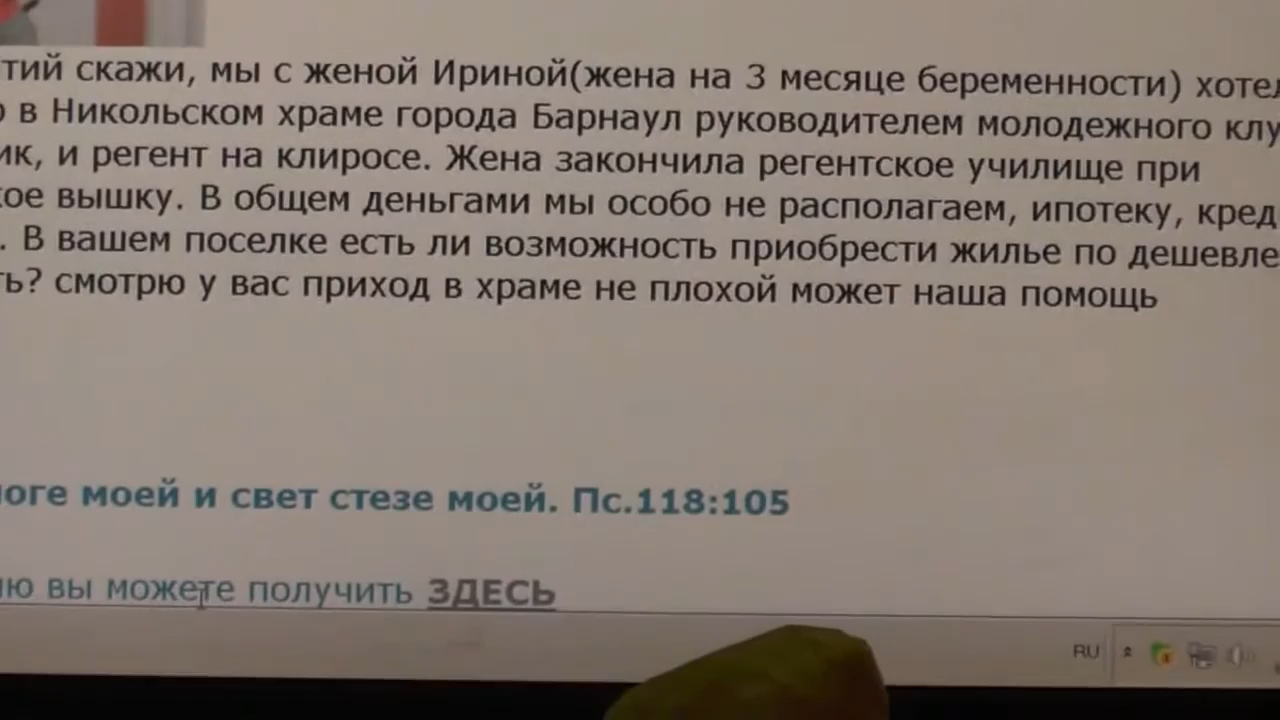 тий скажи, мы с женой Ириной(жена на 3 месяце беременности) хотел
о в Никольском храме города Барнаул руководителем молодежного клу
ик, и регент на клиросе. Жена закончила регентское училище при
кое вышку. В общем деньгами мы особо не располагаем, ипотеку, кред
. В вашем поселке есть ли возможность приобрести жилье по дешевле
ть? смотрю у вас приход в храме не плохой может наша помощь
ноге моей и свет стезе моей. Пс.118:105
ию вы можете получить ЗДЕСЬ
RU